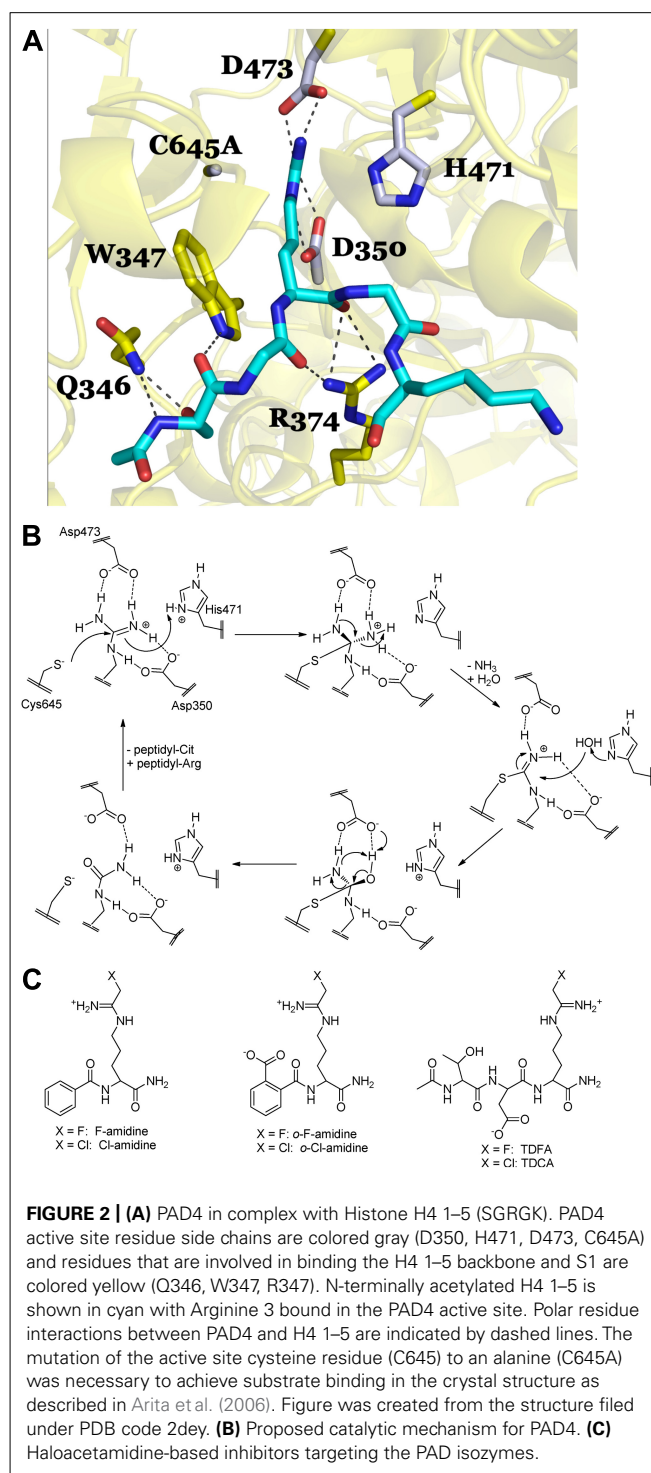 A
D473
C645A
H471
W347
D350
Q346
R374
B
Asp473
His471
Cys645
Asp350
- NH3
+ H2O
- peptidyl-Cit
+ peptidyl-Arg
C
X = F: F-amidine
X = Cl: Cl-amidine
X = F: o-F-amidine
X = Cl: o-Cl-amidine
X = F: TDFA
X = Cl: TDCA
FIGURE 2 | (A) PAD4 in complex with Histone H4 1–5 (SGRGK). PAD4
active site residue side chains are colored gray (D350, H471, D473, C645A)
and residues that are involved in binding the H4 1–5 backbone and S1 are
colored yellow (Q346, W347, R347). N-terminally acetylated H4 1–5 is
shown in cyan with Arginine 3 bound in the PAD4 active site. Polar residue
interactions between PAD4 and H4 1–5 are indicated by dashed lines. The
mutation of the active site cysteine residue (C645) to an alanine (C645A)
was necessary to achieve substrate binding in the crystal structure as
described in Arita et al. (2006). Figure was created from the structure filed
under PDB code 2dey. (B) Proposed catalytic mechanism for PAD4. (C)
Haloacetamidine-based inhibitors targeting the PAD isozymes.